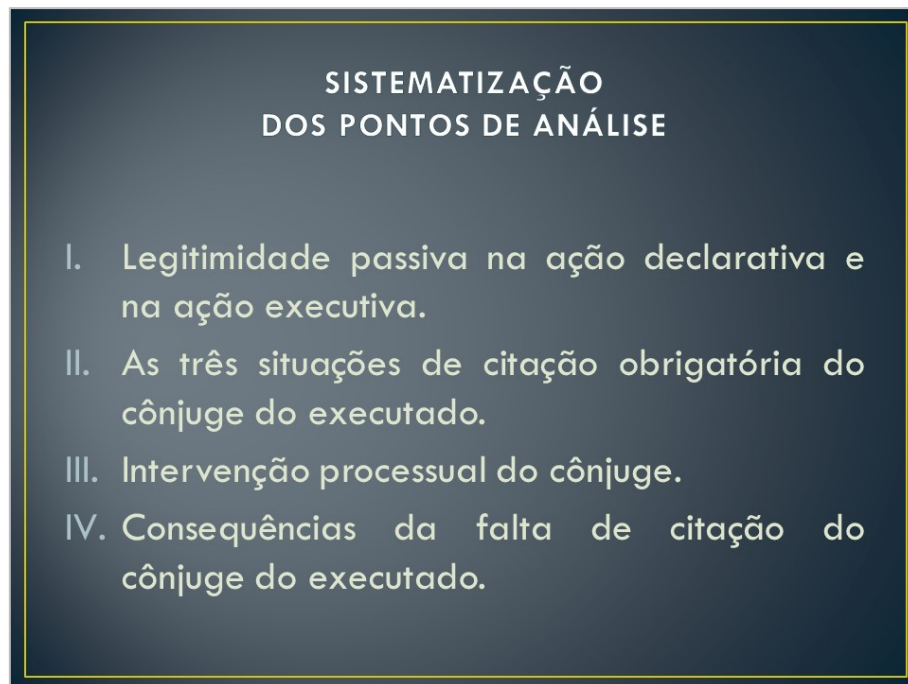 SISTEMATIZAÇÃO
DOS PONTOS DE ANÁLISE
I. Legitimidade passiva na ação declarativa e
na ação executiva.
II. As três situações de citação obrigatória do
cônjuge do executado.
III. Intervenção processual do cônjuge.
IV. Consequências da falta de citação do
cônjuge do executado.